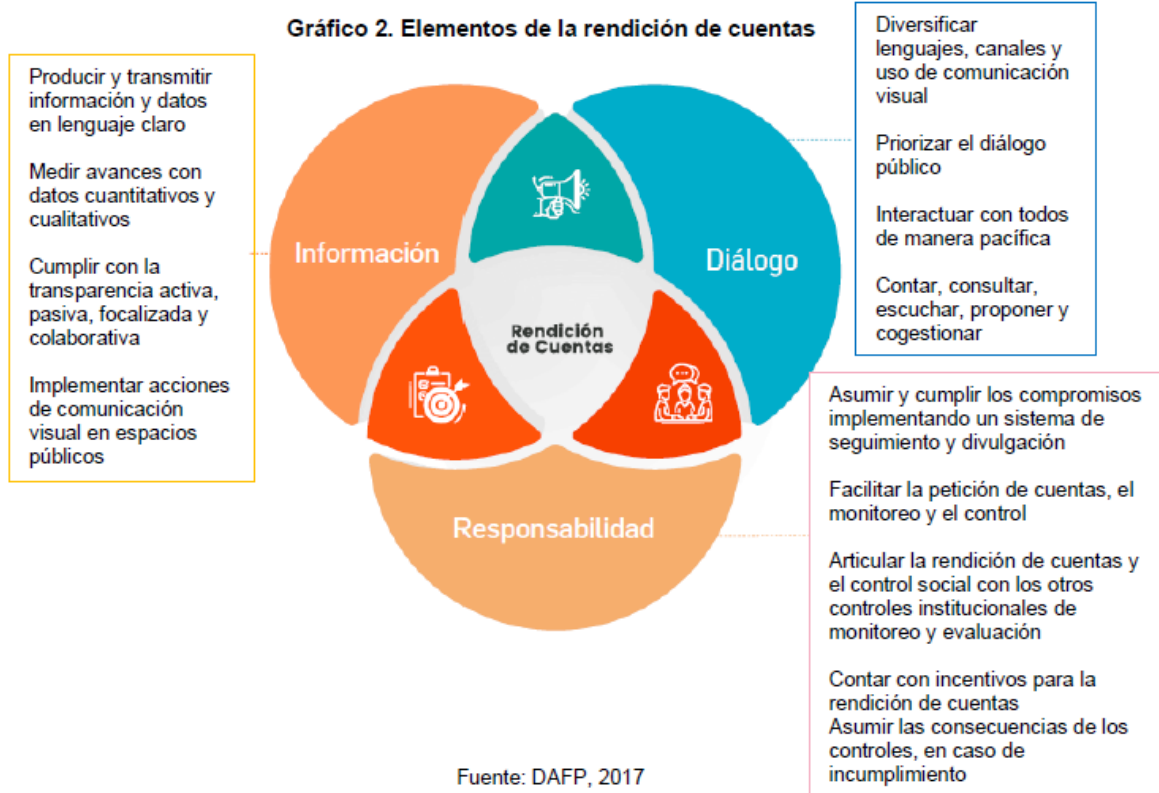 Gráfico 2. Elementos de la rendición de cuentas
Producir y transmitir
información y datos
en lenguaje claro
Medir avances con
datos cuantitativos y
cualitativos
Cumplir con la
transparencia activa,
pasiva, focalizada y
colaborativa
Implementar acciones
de comunicación
visual en espacios
públicos
Información
Diálogo
Rendición
de Cuentas
Responsabilidad
Diversificar
lenguajes, canales y
uso de comunicación
visual
Priorizar el diálogo
público
Interactuar con todos
de manera pacífica
Contar, consultar,
escuchar, proponer y
cogestionar
Asumir y cumplir los compromisos
implementando un sistema de
seguimiento y divulgación
Facilitar la petición de cuentas, el
monitoreo y el control
Articular la rendición de cuentas y
el control social con los otros
controles institucionales de
monitoreo y evaluación
Contar con incentivos para la
rendición de cuentas
Asumir las consecuencias de los
controles, en caso de
incumplimiento
Fuente: DAFP, 2017